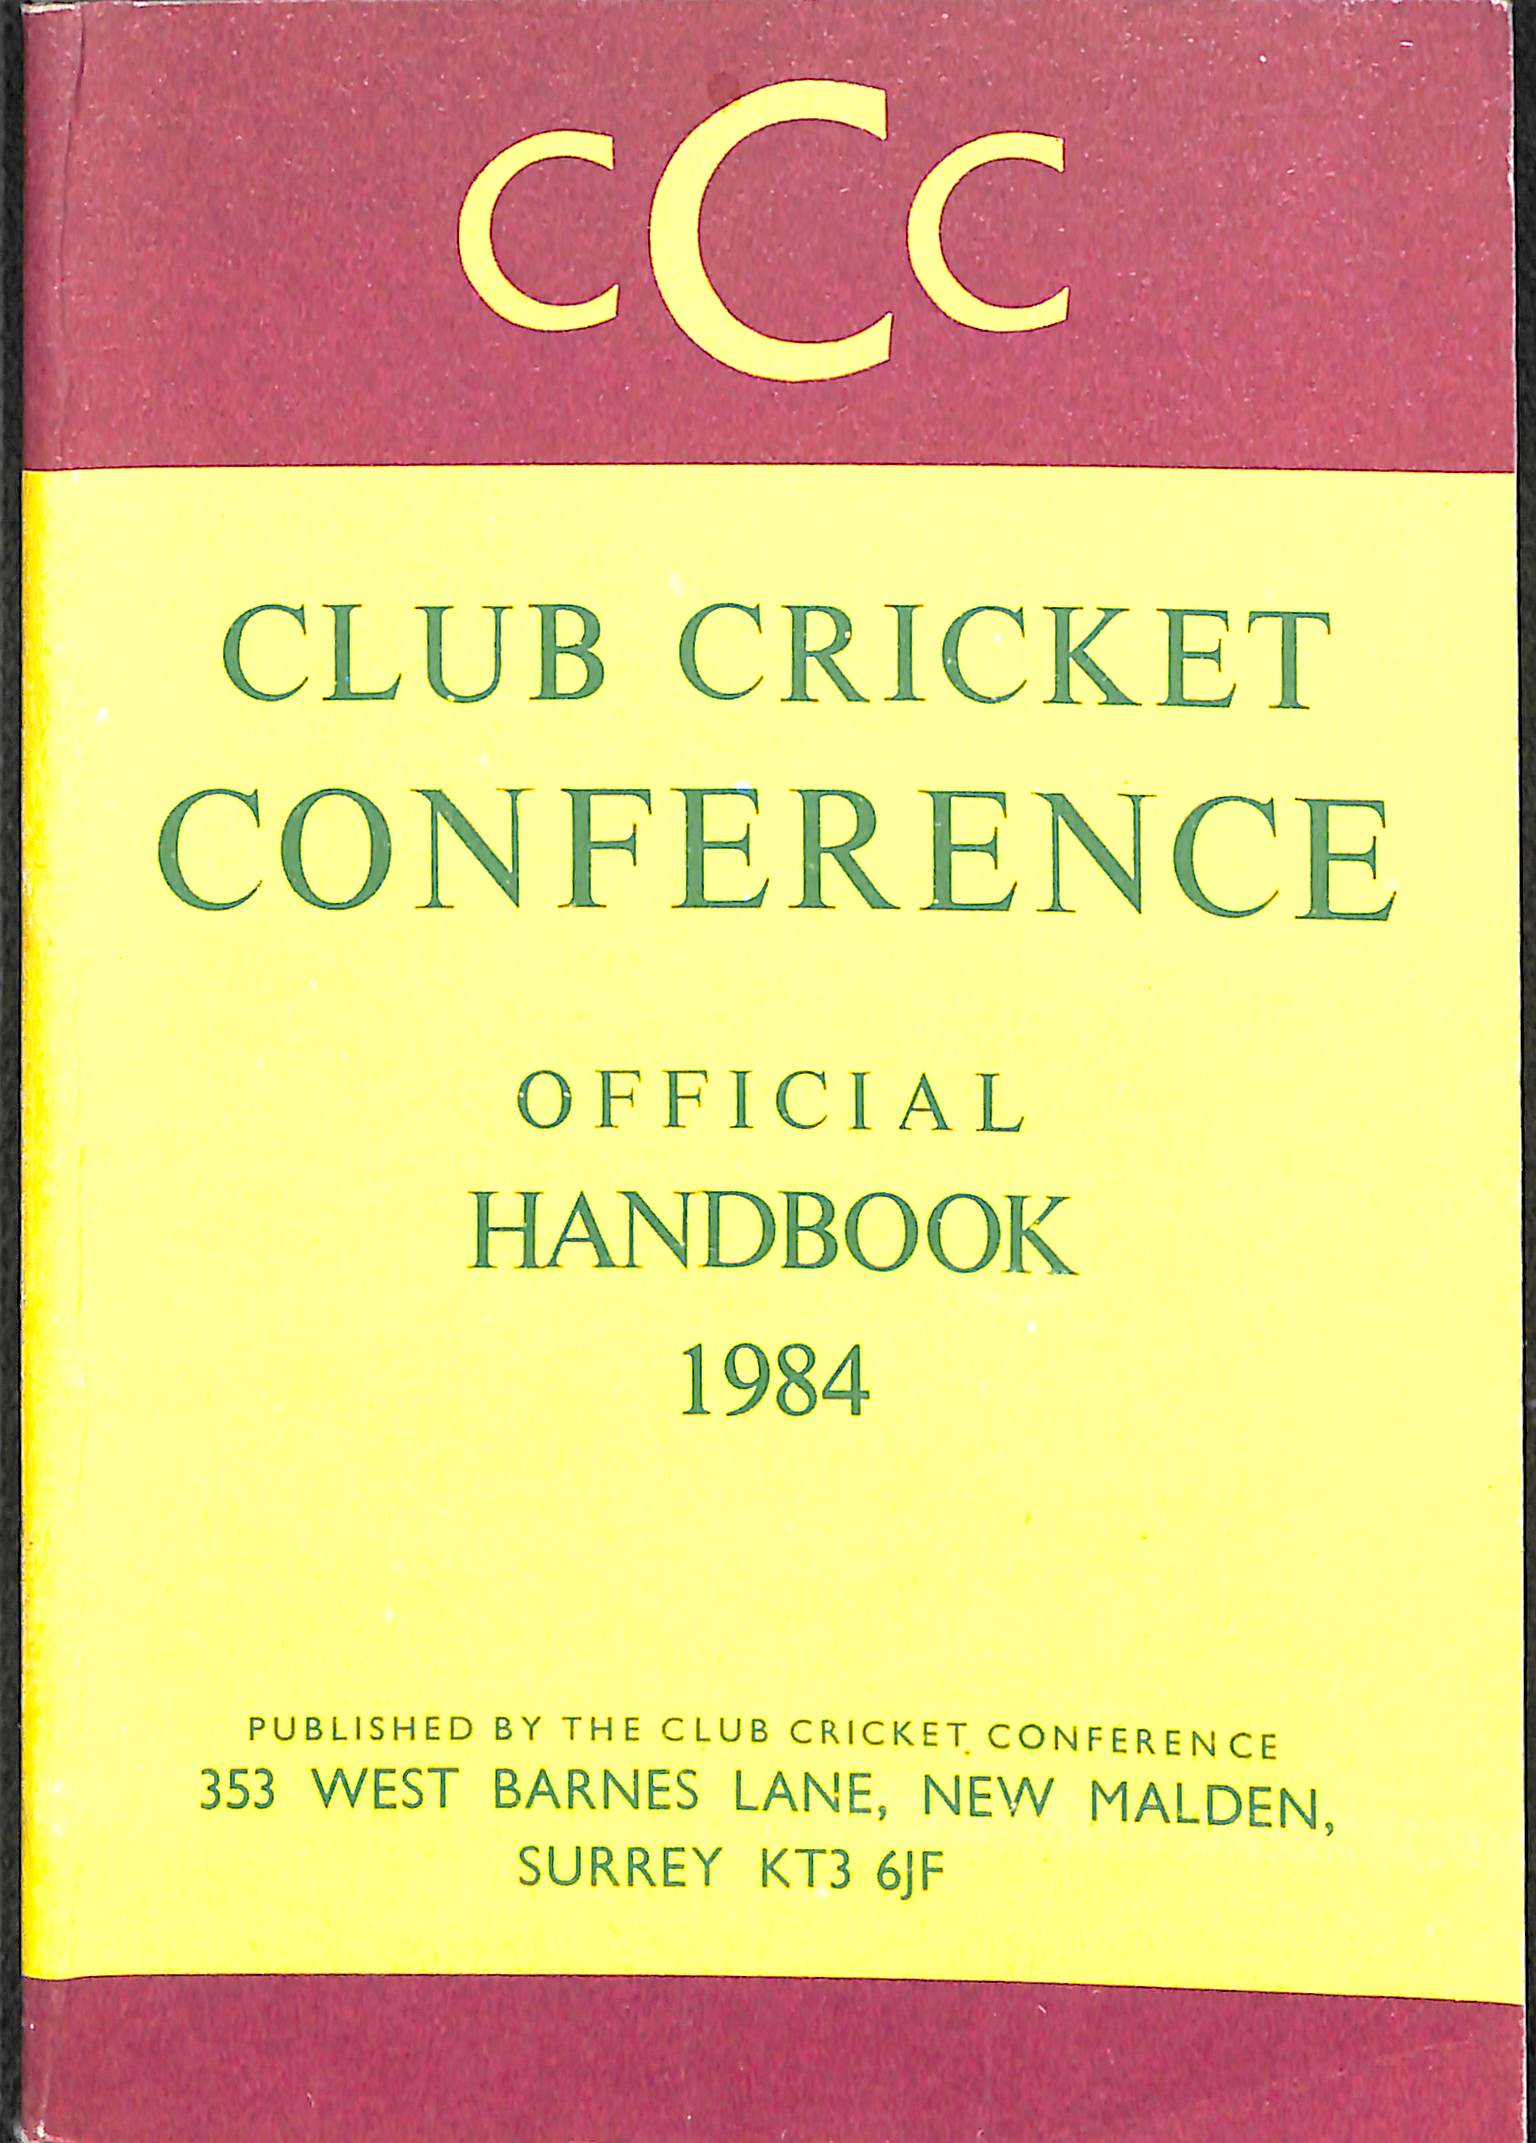 CCC
CLUB CRICKET
CONFERENCE
OFFICIAL
HANDBOOK
1984
PUBLISHED BY THE CLUB CRICKET CONFERENCE
353 WEST BARNES LANE, NEW MALDEN,
SURREY KT3 6JF